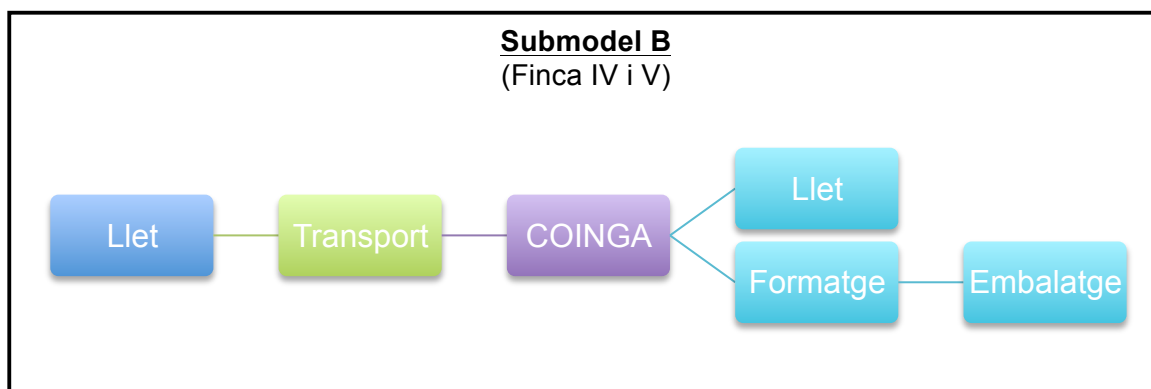 Submodel B
(Finca IV i V)
Llet
Transport
COINGA
Llet
Formatge
Embalatge